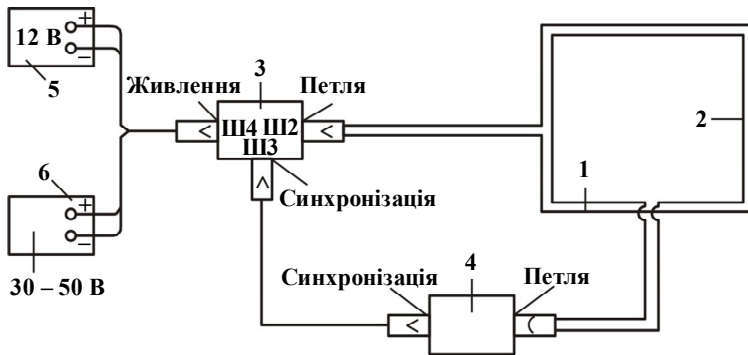 +
12 В
−
5
Живлення
3
Петля
Ш4 Ш2
Ш3
Синхронізація
2
1
6
+
−
30 – 50 В
Синхронізація
4
Петля